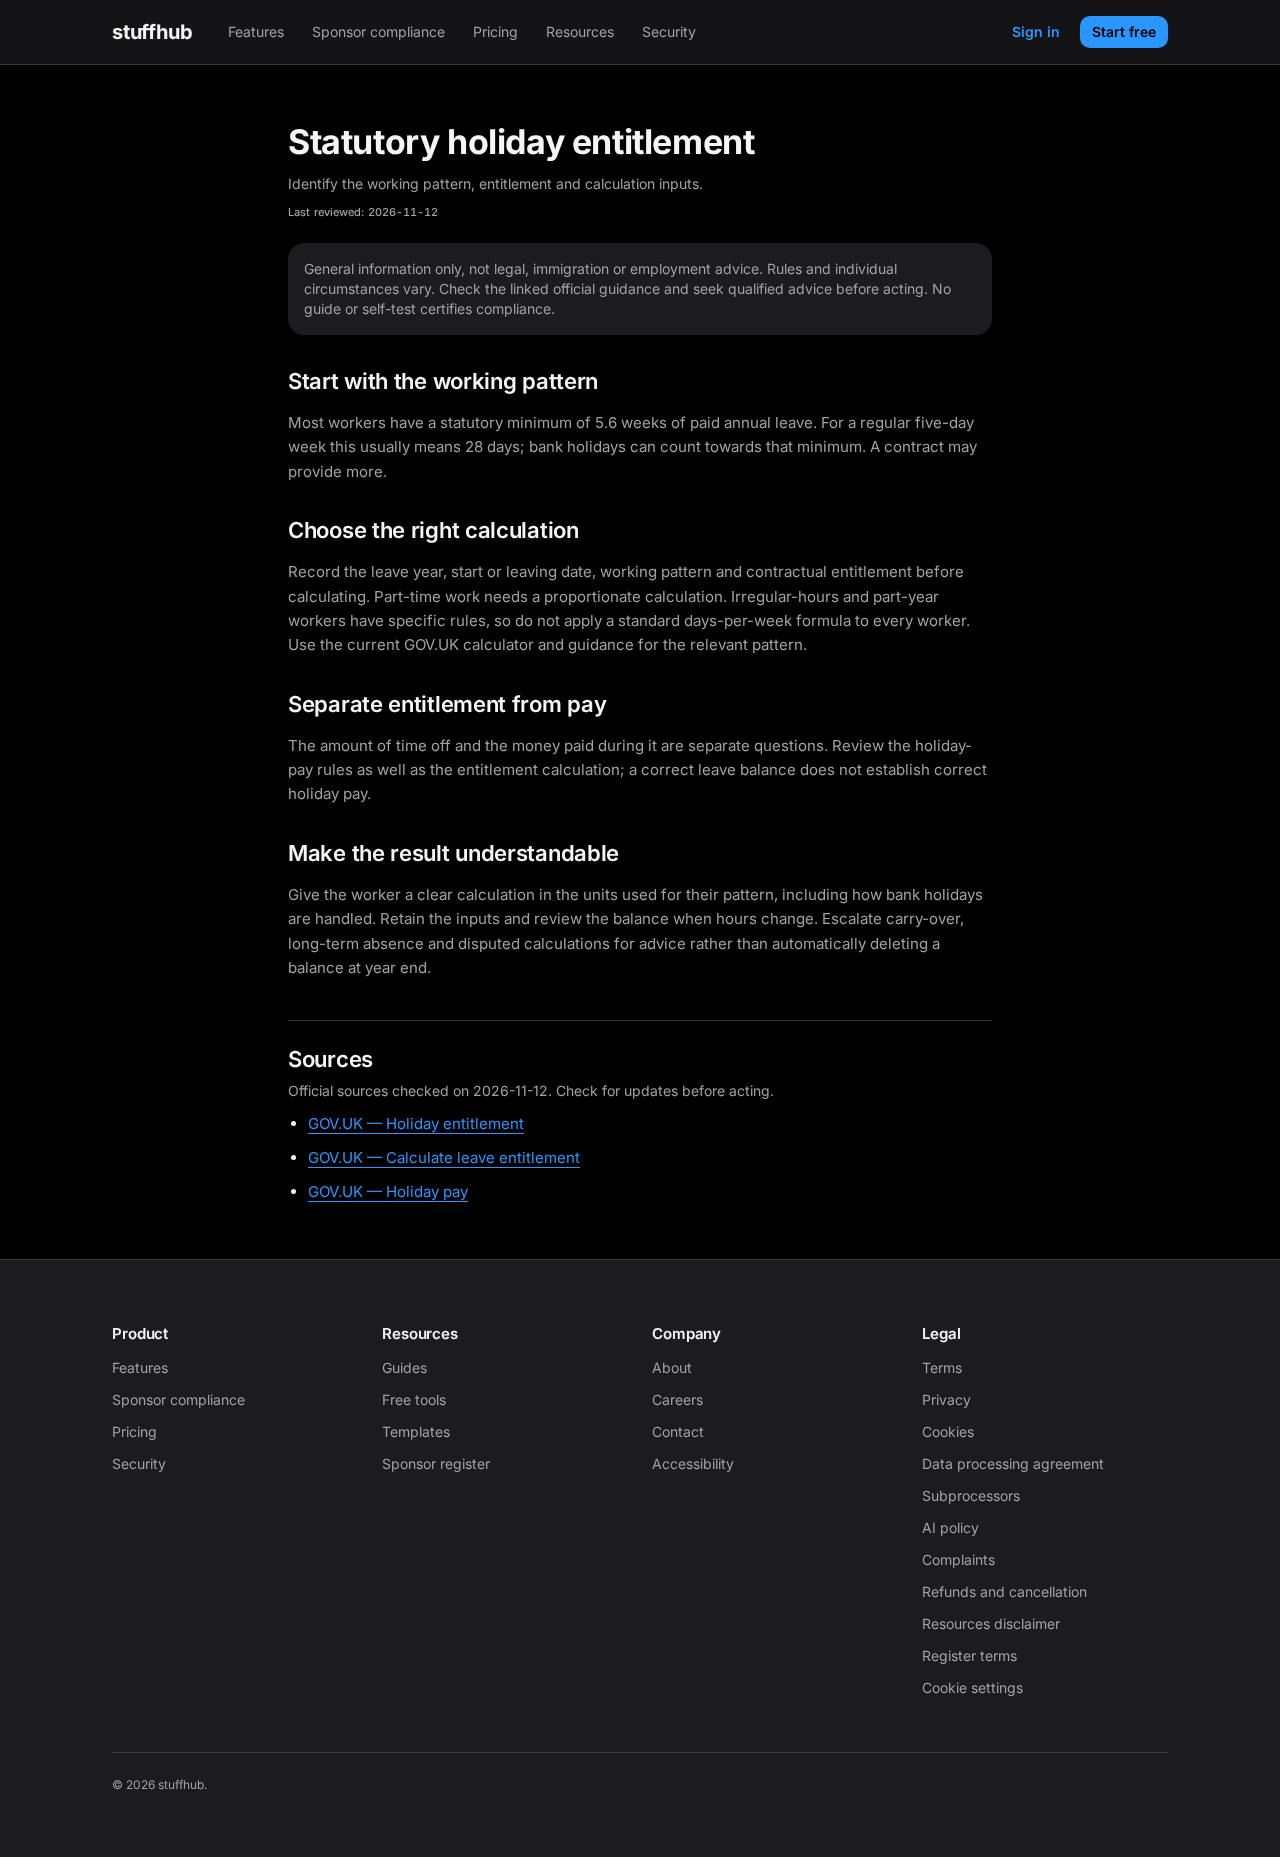 stuffhub
Features
Sponsor compliance
Pricing
Resources
Security
Sign in
Start free
Statutory holiday entitlement
Identify the working pattern, entitlement and calculation inputs.
Last reviewed: 2026-11-12
General information only, not legal, immigration or employment advice. Rules and individual
circumstances vary. Check the linked official guidance and seek qualified advice before acting. No
guide or self-test certifies compliance.
Start with the working pattern
Most workers have a statutory minimum of 5.6 weeks of paid annual leave. For a regular five-day
week this usually means 28 days; bank holidays can count towards that minimum. A contract may
provide more.
Choose the right calculation
Record the leave year, start or leaving date, working pattern and contractual entitlement before
calculating. Part-time work needs a proportionate calculation. Irregular-hours and part-year
workers have specific rules, so do not apply a standard days-per-week formula to every worker.
Use the current GOV.UK calculator and guidance for the relevant pattern.
Separate entitlement from pay
The amount of time off and the money paid during it are separate questions. Review the holiday-
pay rules as well as the entitlement calculation; a correct leave balance does not establish correct
holiday pay.
Make the result understandable
Give the worker a clear calculation in the units used for their pattern, including how bank holidays
are handled. Retain the inputs and review the balance when hours change. Escalate carry-over,
long-term absence and disputed calculations for advice rather than automatically deleting a
balance at year end.
Sources
Official sources checked on 2026-11-12. Check for updates before acting.
• GOV.UK — Holiday entitlement
• GOV.UK — Calculate leave entitlement
• GOV.UK — Holiday pay
Product
Features
Sponsor compliance
Pricing
Security
Resources
Guides
Free tools
Templates
Sponsor register
Company
About
Careers
Contact
Accessibility
Legal
Terms
Privacy
Cookies
Data processing agreement
Subprocessors
AI policy
Complaints
Refunds and cancellation
Resources disclaimer
Register terms
Cookie settings
© 2026 stuffhub.